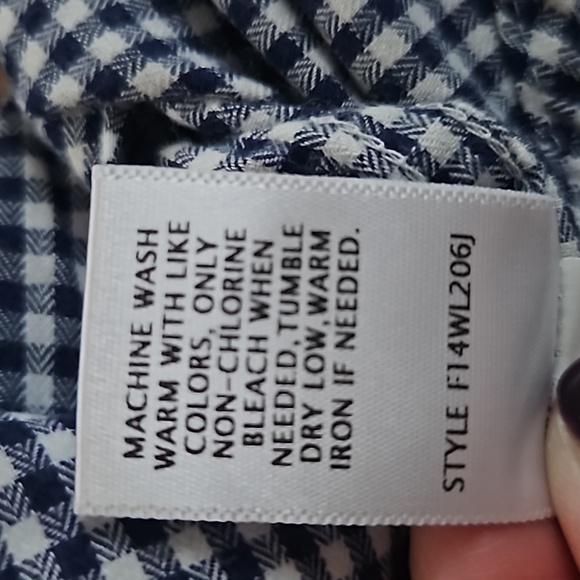 MACHINE WASH
WARM WITH LIKE
COLORS, ONLY
NON-CHLORINE
BLEACH WHEN
NEEDED,TUMBLE
DRY LOW,WARM
IRON IF NEEDED.
STYLE F14WL206J